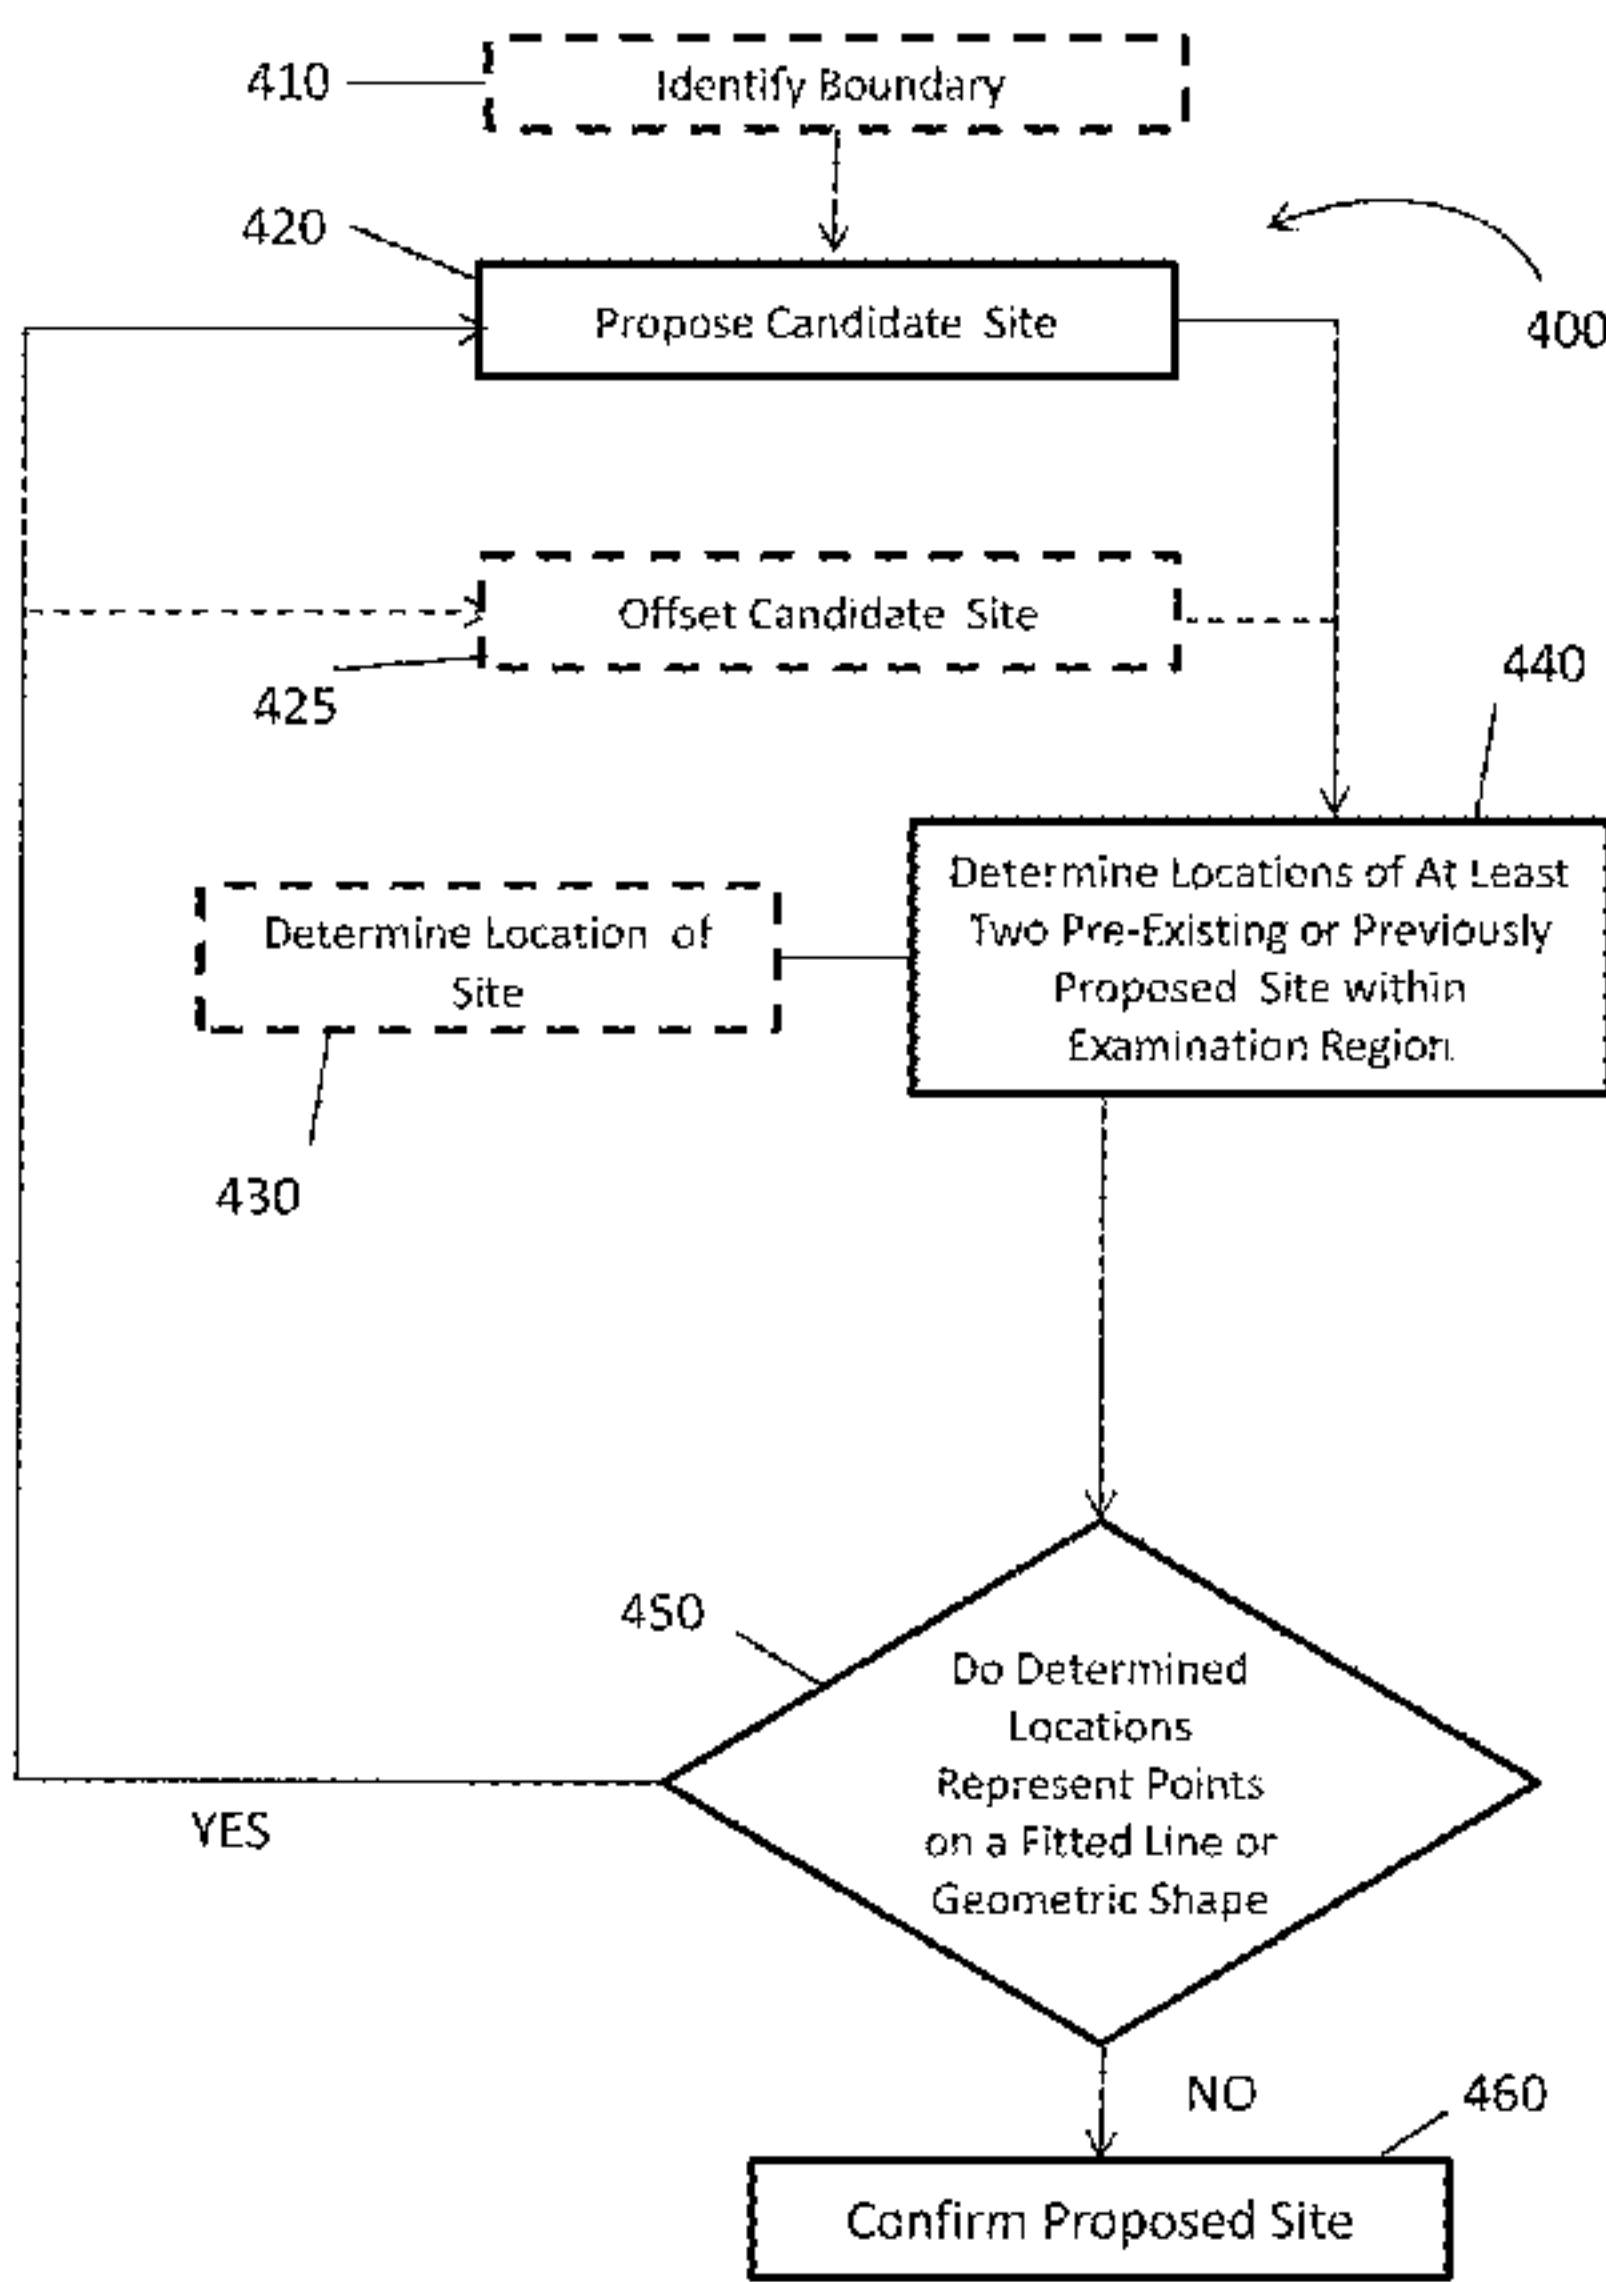 410
Identify Boundary
420
400
Propose Candidate Site
Offset Candidate Site
425
440
Determine Locations of At Least
Two Pre-Existing or Previously
Proposed Site within
Examination Region
Determine Location of
Site
430
450
Do Determined
Locations
Represent Points
on a Fitted Line or
Geometric Shape
YES
NO
460
Confirm Proposed Site